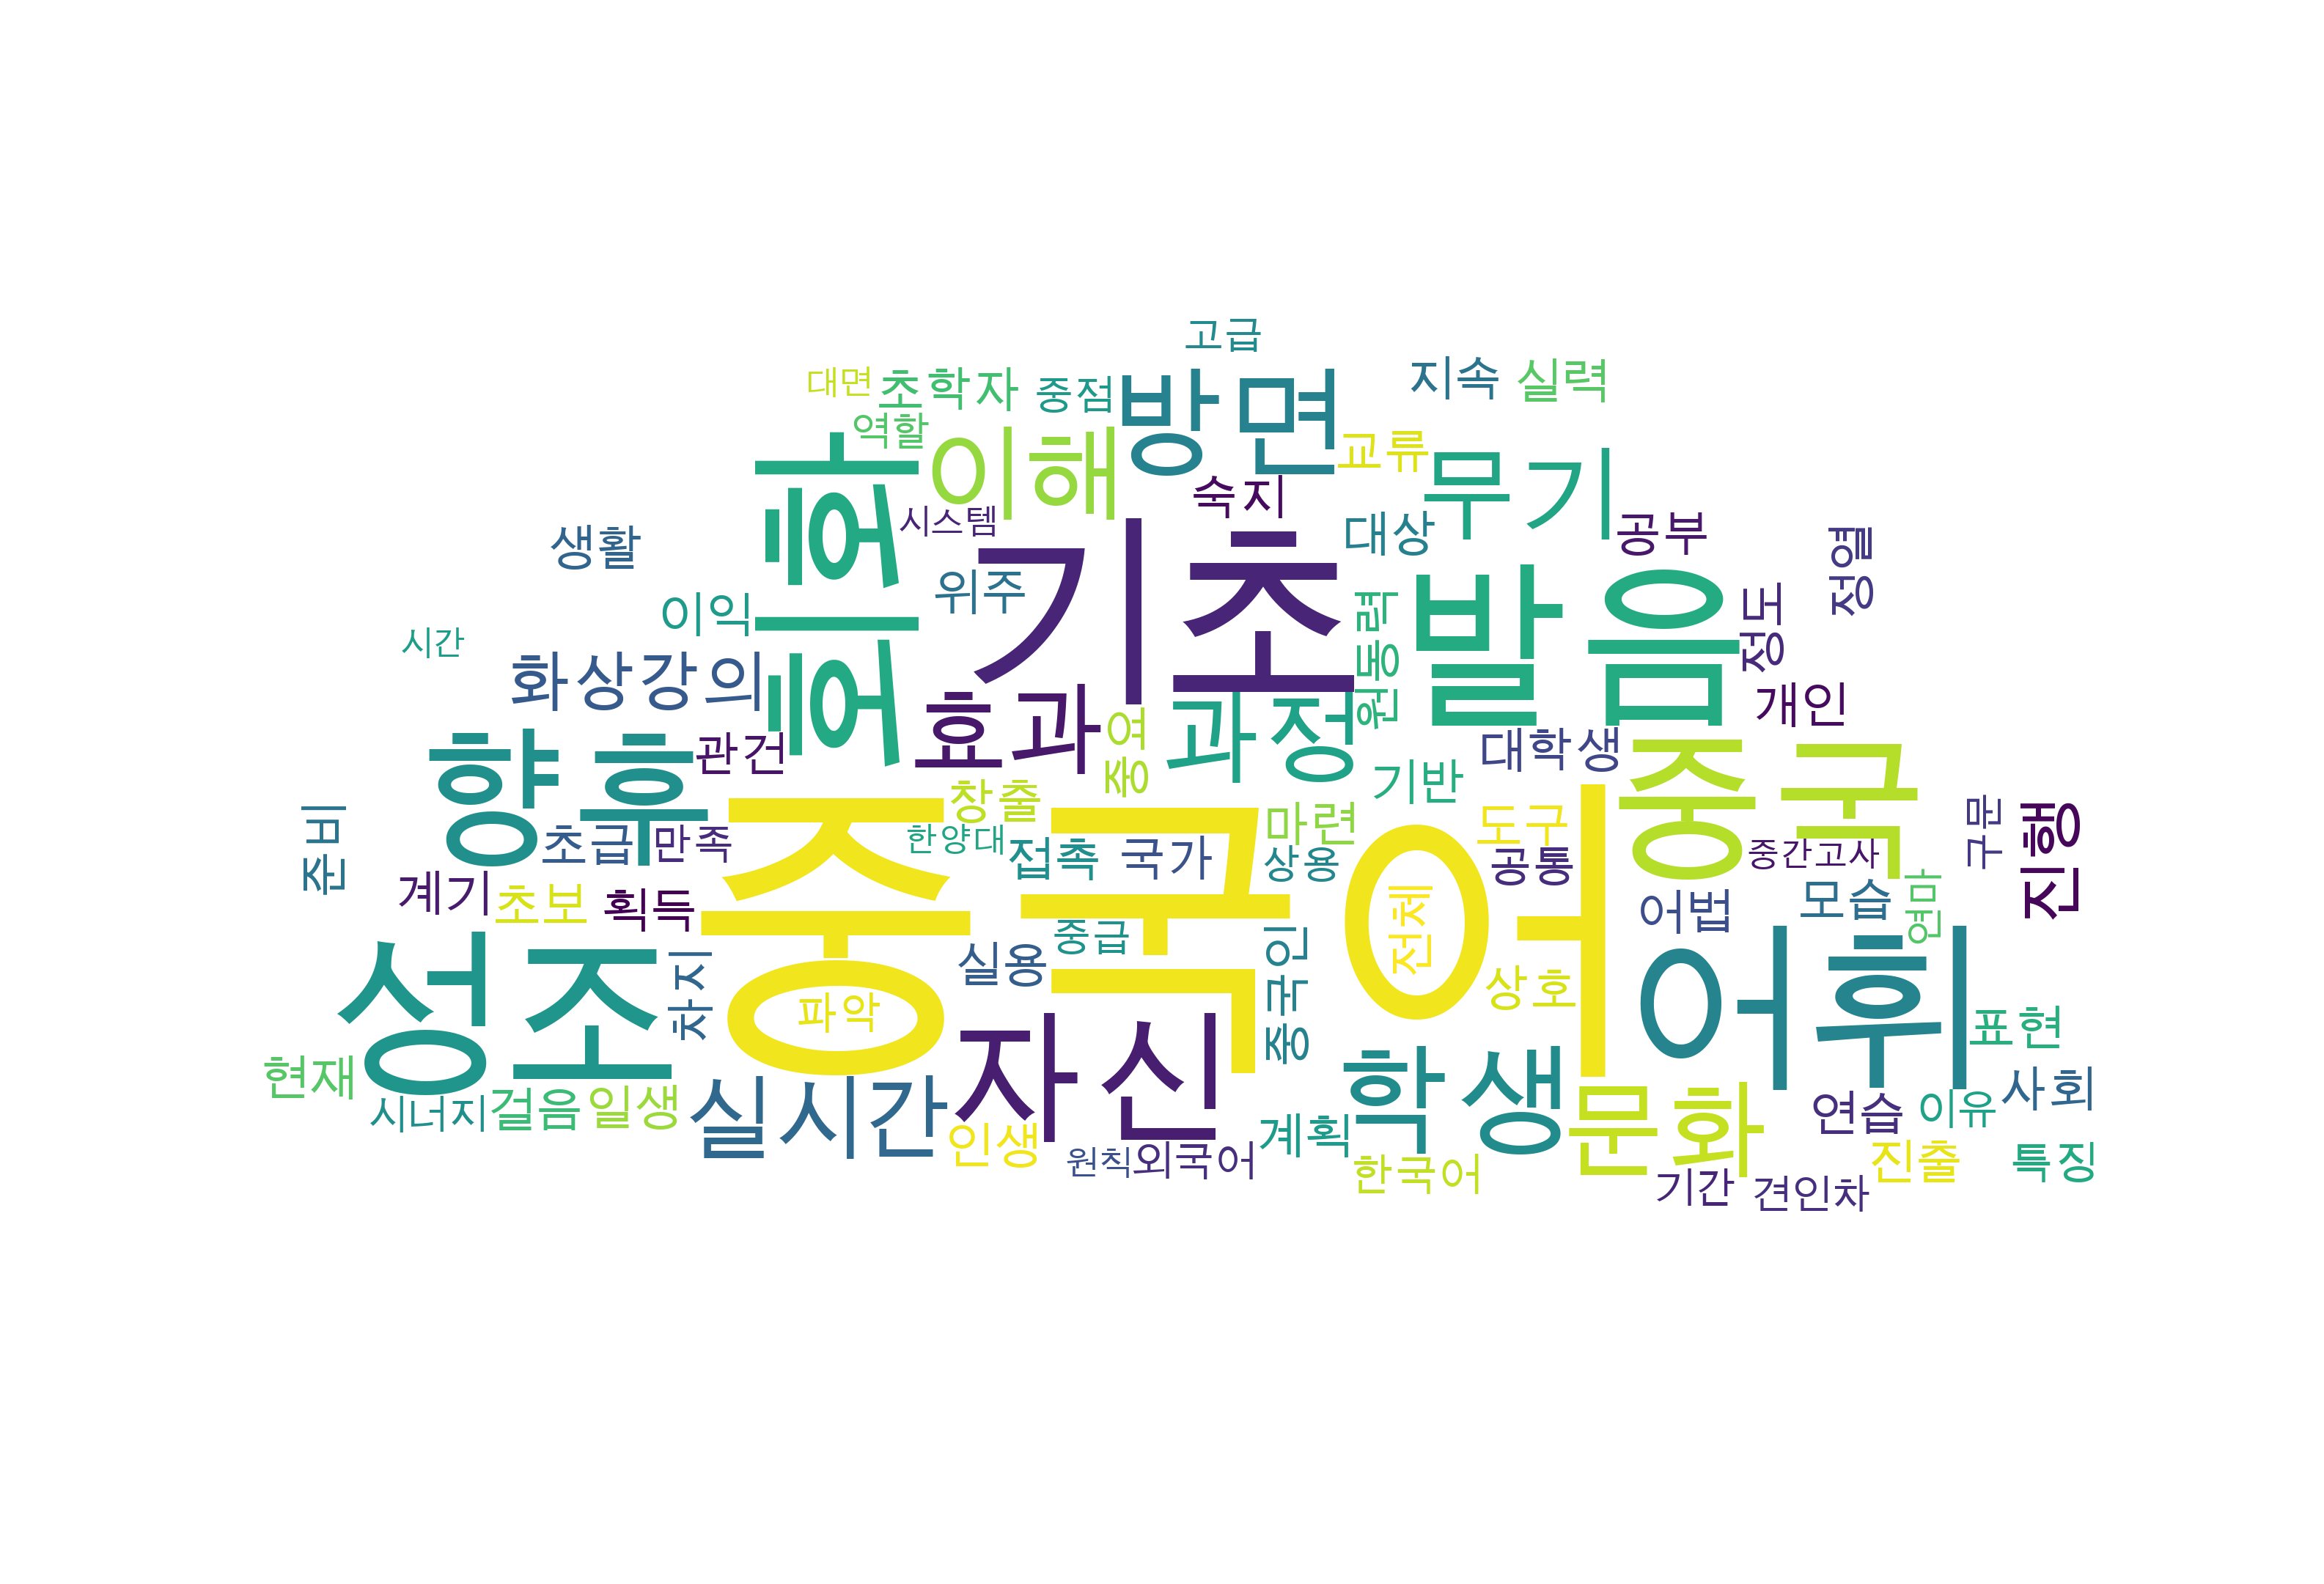 고급
대면
초학자
중점
방면
지속
실력
역할
이해
교류
무기
숙지
시스템
대상
공부
생활
회화
기조
정열
위주
이익
원동력
발음
정도
시간
화상강의
개인
효과
중여
과정
향후
관건
대학생
중국
기반
창출
준비
초급
만족
한양대
접촉
국가
마련
상용
도구
공통
중간고사
구문
진행
계기
초보
획득
중국어
전체
어법
모습
성조
차지
파악
실용
중급
중국인
상호
어휘
표현
현재
시너지
걸음
일생
실시간
자신
인생
원칙
외국어
계획
학생
한국어
문화
연습
이유
사회
진출
특징
기간
견인차